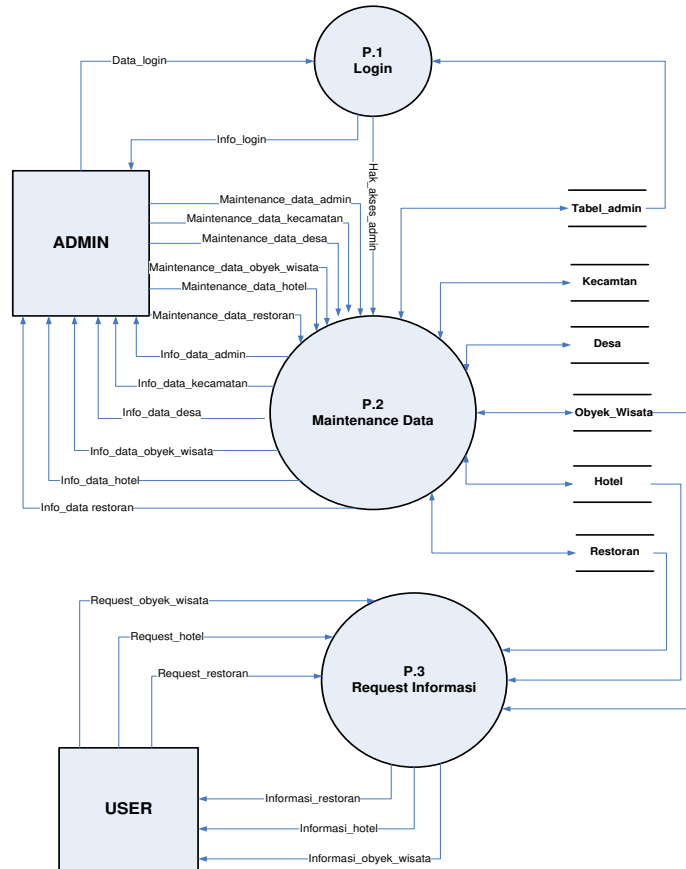 P.1
Login
Data_login
Info_login
Hak_akses_admin
ADMIN
Maintenance_data_admin
Maintenance_data_kecamatan
Maintenance_data_desa
Maintenance_data_obyek_wisata
Maintenance_data_hotel
Maintenance_data_restoran
Info_data_admin
Info_data_kecamatan
Info_data_desa
Info_data_obyek_wisata
Info_data_hotel
Info_data restoran
P.2
Maintenance Data
Tabel_admin
Kecamtan
Desa
Obyek_Wisata
Hotel
Restoran
Request_obyek_wisata
Request_hotel
Request_restoran
P.3
Request Informasi
USER
Informasi_restoran
Informasi_hotel
Informasi_obyek_wisata